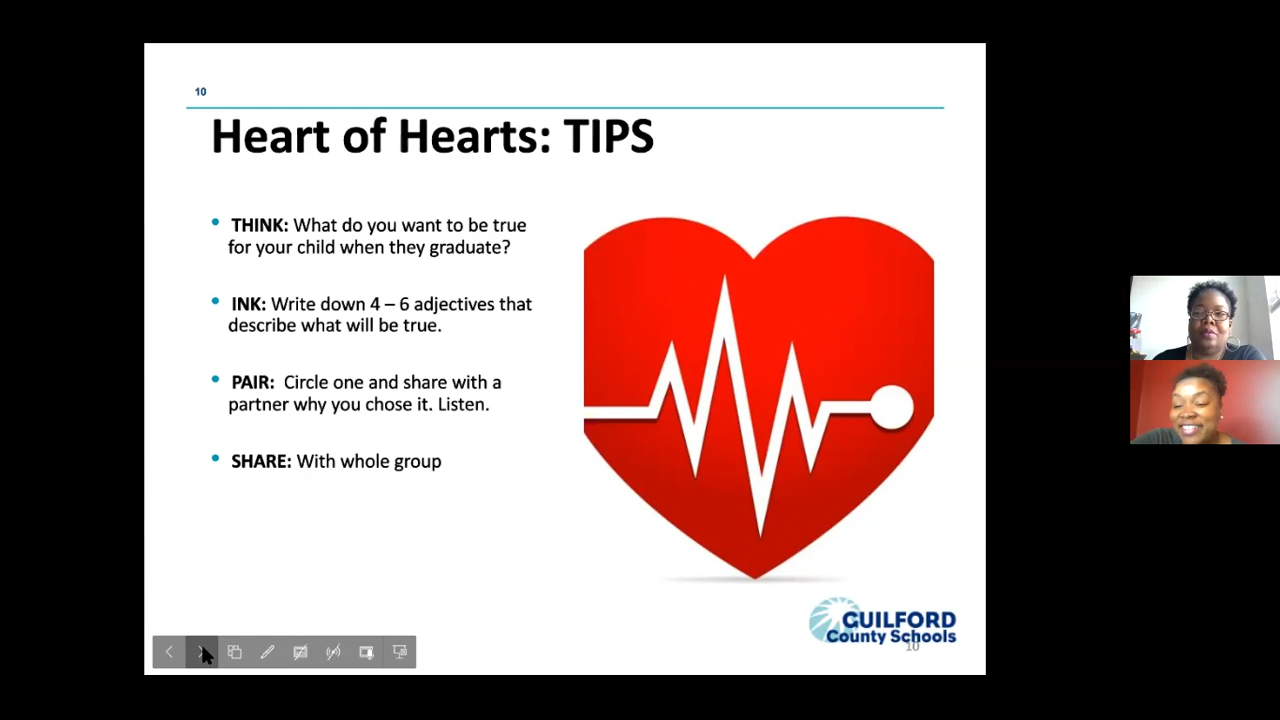 10
Heart of Hearts: TIPS
• THINK: What do you want to be true
for your child when they graduate?
• INK: Write down 4 – 6 adjectives that
describe what will be true.
• PAIR:  Circle one and share with a
partner why you chose it. Listen.
• SHARE: With whole group
GUILFORD
County Schools
10